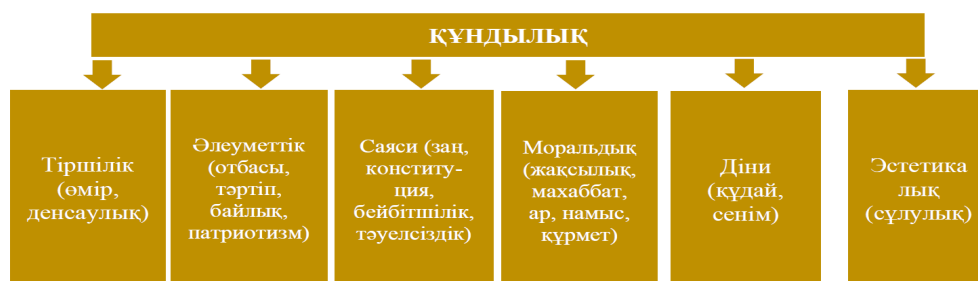 ҚҰНДЫЛЫҚ
Тіршілік
(өмір,
денсаулық)
Әлеуметтік
(отбасы,
тәртіп,
байлық,
патриотизм)
Саяси (заң,
конститу-
ция,
бейбітшілік,
тәуелсіздік)
Моральдық
(жақсылық,
махаббат,
ар, намыс,
құрмет)
Діни
(құдай,
сенім)
Эстетика
лық
(сұлулық)